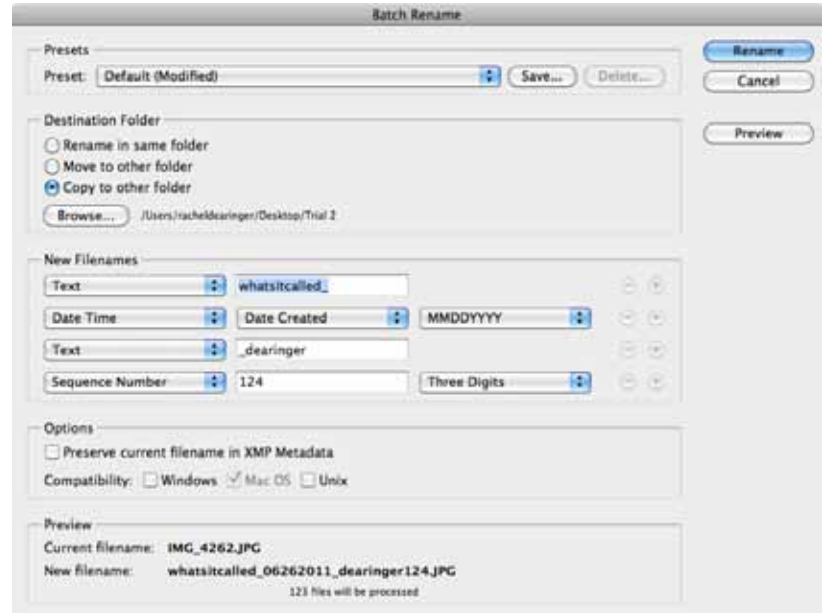 Batch Rename
Presets
Preset: Default (Modified) Save... Delete... Rename
Cancel
Destination Folder
Preview
Rename in same folder
Move to other folder
Copy to other folder
Browse... /Users/racheldearinger/Desktop/Trial 2
New Filenames
Text whatsitcalled_
Date Time Date Created MMDDYYYY
Text _dearinger
Sequence Number 124 Three Digits
Options
Preserve current filename in XMP Metadata
Compatibility: Windows Mac OS Unix
Preview
Current filename: IMG_4262.JPG
New filename: whatsitcalled_06262011_dearinger124.JPG
123 files will be processed